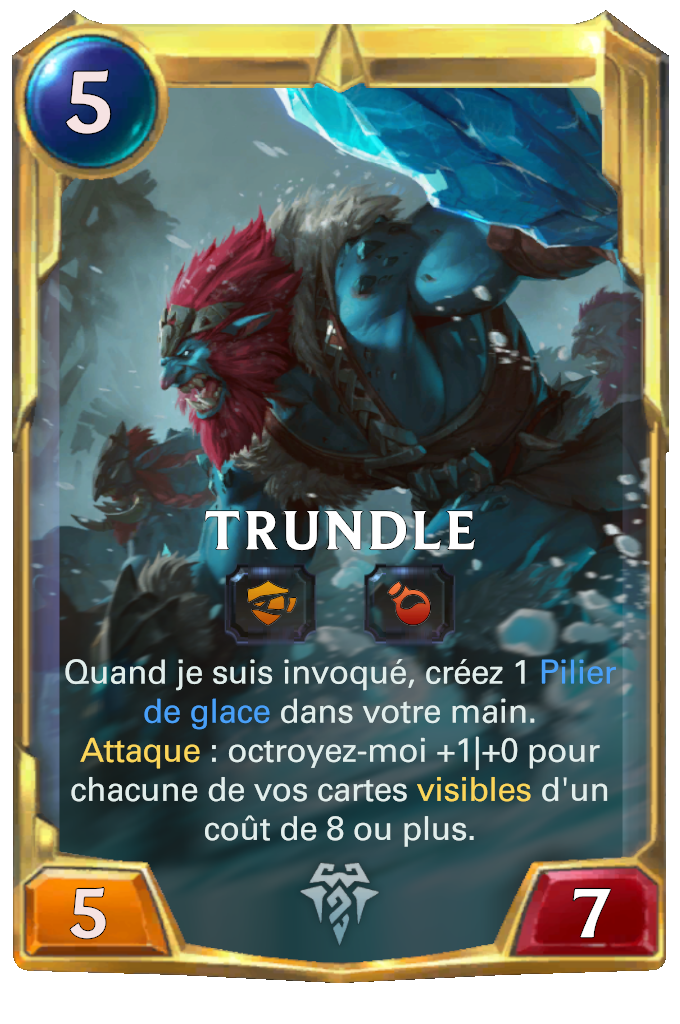 5
TRUNDLE
Quand je suis invoqué, créez 1 Pilier
de glace dans votre main.
Attaque : octroyez-moi +1|+0 pour
chacune de vos cartes visibles d'un
coût de 8 ou plus.
5
7